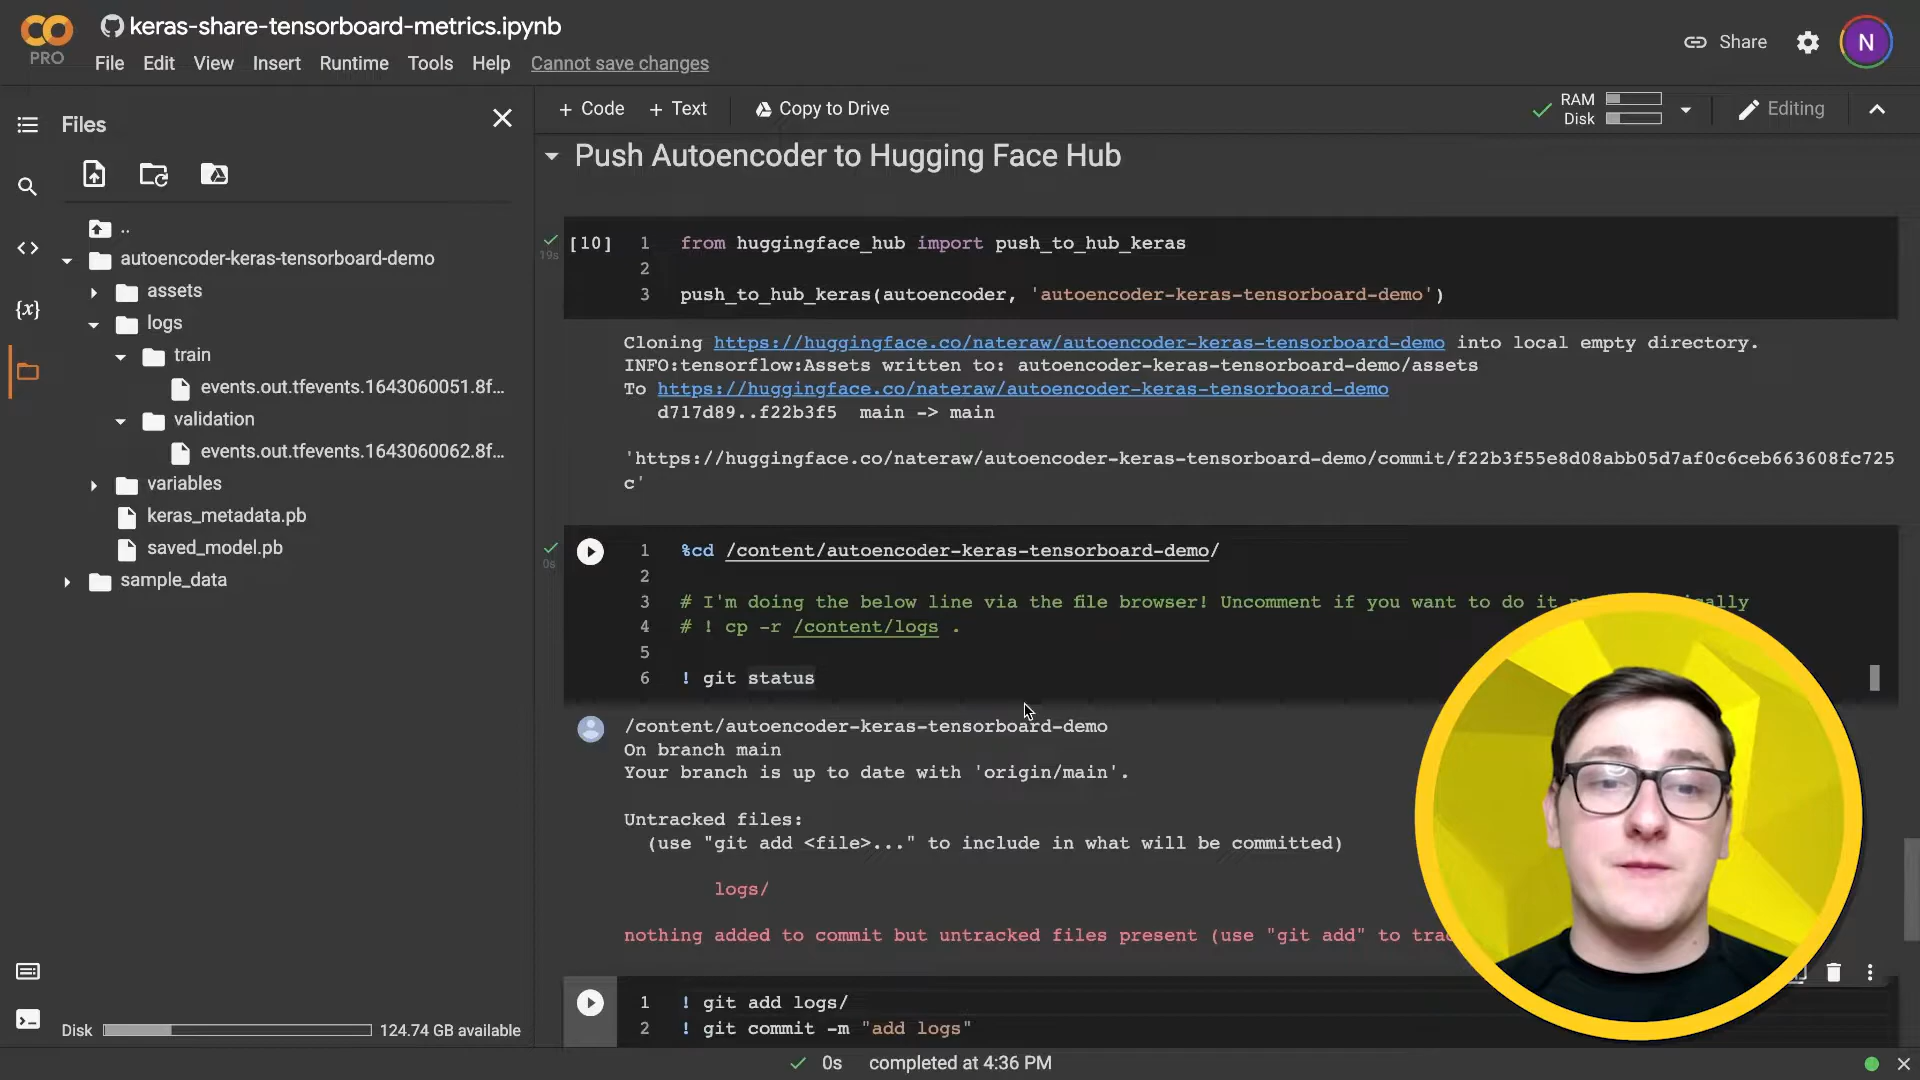 PRO
keras-share-tensorboard-metrics.ipynb
File Edit View Insert Runtime Tools Help Cannot save changes
Share
N
Files
+ Code + Text Copy to Drive
RAM
Disk
Editing
..
autoencoder-keras-tensorboard-demo
assets
logs
train
events.out.tfevents.1643060051.8f...
validation
events.out.tfevents.1643060062.8f...
variables
keras_metadata.pb
saved_model.pb
sample_data
Disk 124.74 GB available
Push Autoencoder to Hugging Face Hub
19s
[10] 1 from huggingface_hub import push_to_hub_keras
2
3 push_to_hub_keras(autoencoder, 'autoencoder-keras-tensorboard-demo')
Cloning https://huggingface.co/nateraw/autoencoder-keras-tensorboard-demo into local empty directory.
INFO:tensorflow:Assets written to: autoencoder-keras-tensorboard-demo/assets
To https://huggingface.co/nateraw/autoencoder-keras-tensorboard-demo
d717d89..f22b3f5 main -> main
'https://huggingface.co/nateraw/autoencoder-keras-tensorboard-demo/commit/f22b3f55e8d08abb05d7af0c6ceb663608fc725
c'
0s
1 %cd /content/autoencoder-keras-tensorboard-demo/
2
3 # I'm doing the below line via the file browser! Uncomment if you want to do it
4 # ! cp -r /content/logs .
5
6 ! git status
/content/autoencoder-keras-tensorboard-demo
On branch main
Your branch is up to date with 'origin/main'.
Untracked files:
(use "git add <file>..." to include in what will be committed)
logs/
nothing added to commit but untracked files present (use "git add" to
1 ! git add logs/
2 ! git commit -m "add logs"
0s completed at 4:36 PM